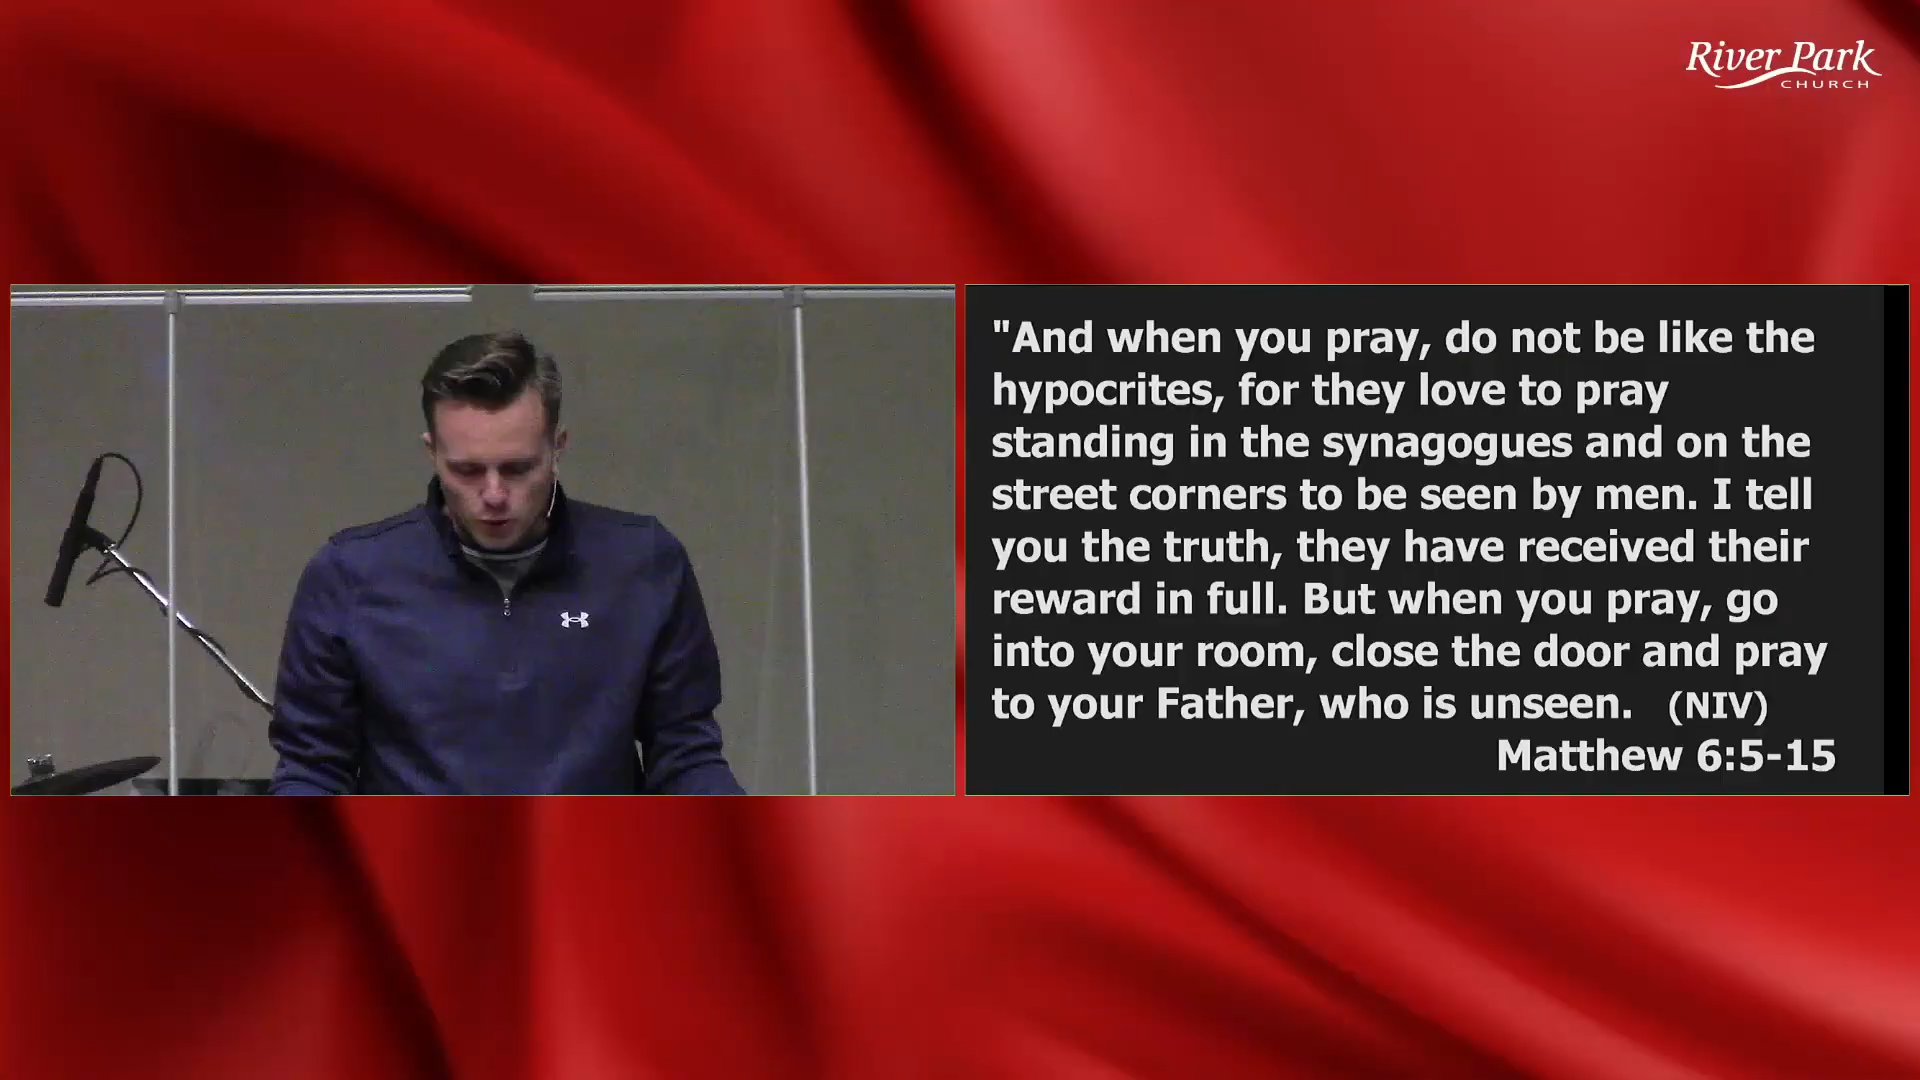 River Park
CHURCH
"And when you pray, do not be like the
hypocrites, for they love to pray
standing in the synagogues and on the
street corners to be seen by men. I tell
you the truth, they have received their
reward in full. But when you pray, go
into your room, close the door and pray
to your Father, who is unseen. (NIV)
Matthew 6:5-15